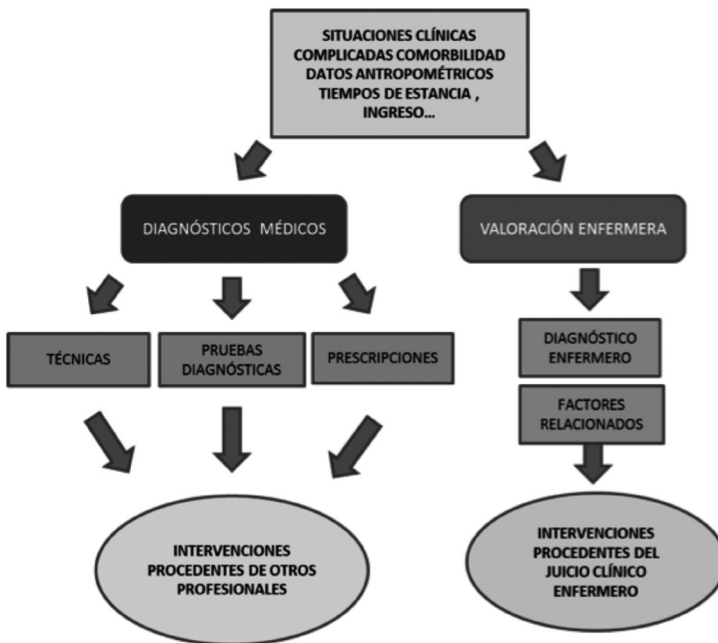 SITUACIONES CLÍNICAS
COMPLICADAS COMORBILIDAD
DATOS ANTROPOMÉTRICOS
TIEMPOS DE ESTANCIA ,
INGRESO...
DIAGNÓSTICOS MÉDICOS
VALORACIÓN ENFERMERA
TÉCNICAS
PRUEBAS
DIAGNÓSTICAS
PRESCRIPCIONES
DIAGNÓSTICO
ENFERMERO
FACTORES
RELACIONADOS
INTERVENCIONES
PROCEDENTES DE OTROS
PROFESIONALES
INTERVENCIONES
PROCEDENTES DEL
JUICIO CLÍNICO
ENFERMERO